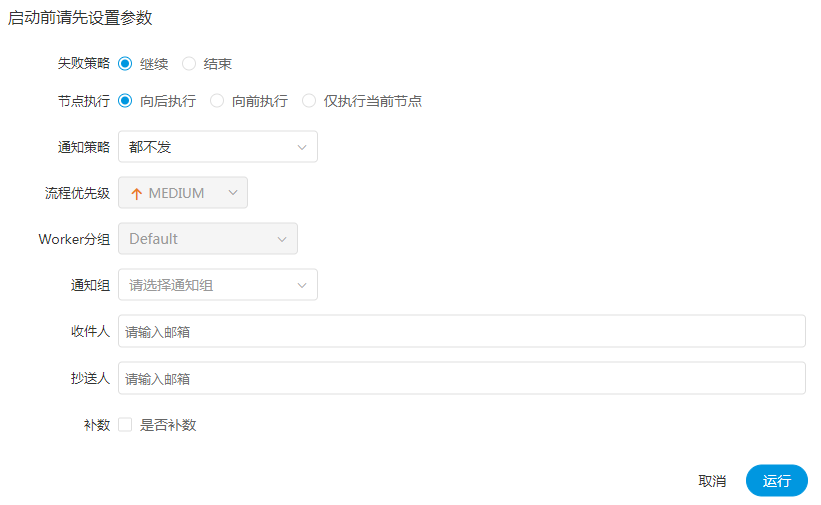 启动前请先设置参数
失败策略 继续 结束
节点执行 向后执行 向前执行 仅执行当前节点
通知策略 都不发
流程优先级 MEDIUM
Worker分组 Default
通知组 请选择通知组
收件人 请输入邮箱
抄送人 请输入邮箱
补数 是否补数
取消 运行